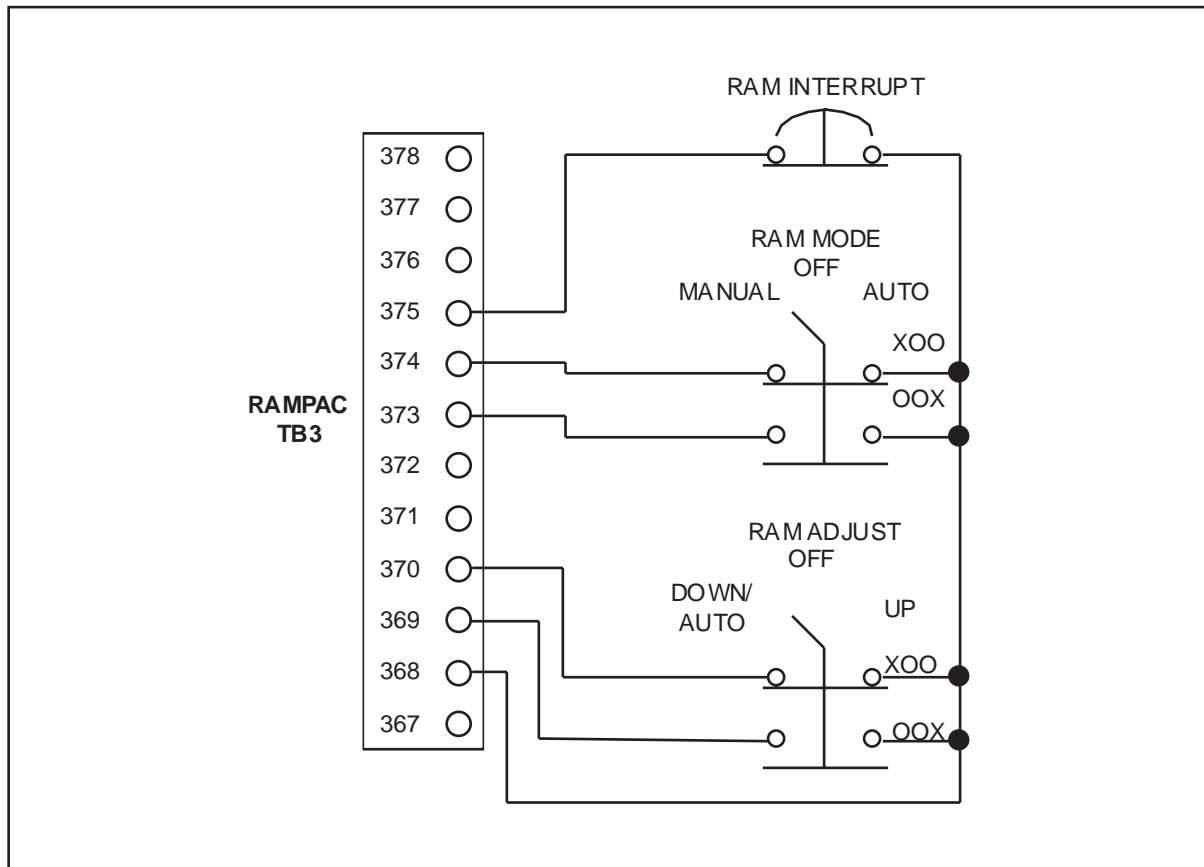 RAM INTERRUPT
378
377
376
375
374
373
372
371
370
369
368
367
RAMPAC
TB3
RAM MODE
OFF
MANUAL
AUTO
XOO
OOX
RAM ADJUST
OFF
DOWN/
AUTO
UP
XOO
OOX